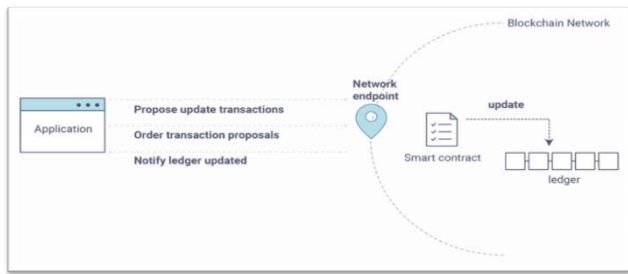 Blockchain Network
Network
endpoint
Propose update transactions
Application
Order transaction proposals
Notify ledger updated
update
Smart contract
ledger